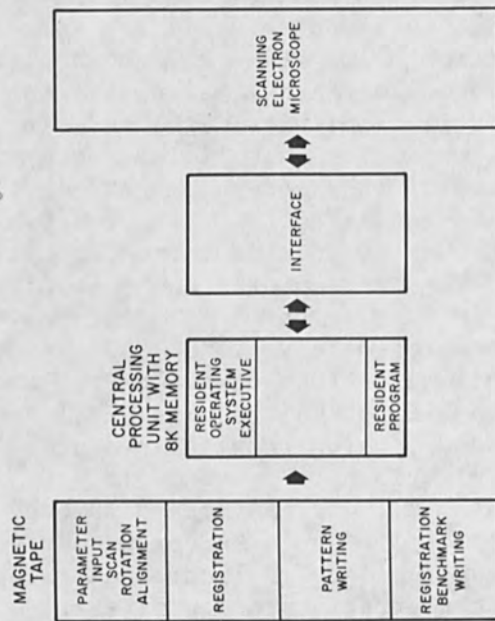 MAGNETIC
TAPE
PARAMETER
INPUT
SCAN
ROTATION
ALIGNMENT
REGISTRATION
PATTERN
WRITING
REGISTRATION
BENCHMARK
WRITING
CENTRAL
PROCESSING
UNIT WITH
8K MEMORY
RESIDENT
OPERATING
SYSTEM
EXECUTIVE
RESIDENT
PROGRAM
INTERFACE
SCANNING
ELECTRON
MICROSCOPE